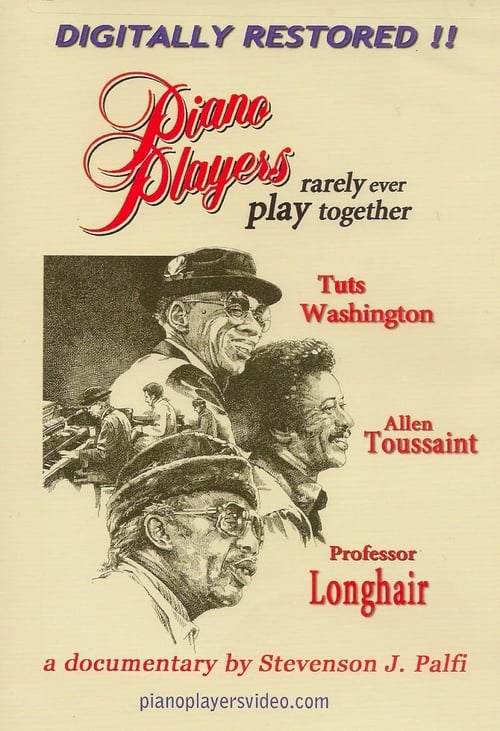 DIGITALLY RESTORED !!
Piano
Players
rarely ever
play together
Tuts
Washington
Allen
Toussaint
Professor
Longhair
a documentary by Stevenson J. Palfi
pianoplayersvideo.com